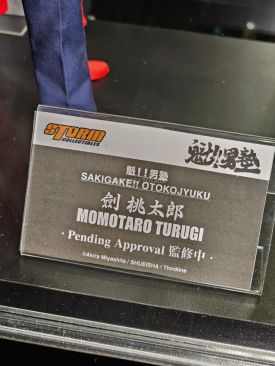 STORM
COLLECTIBLES
魁!!男塾
魁!!男塾
SAKIGAKE!! OTOKOJYUKU
劍 桃太郎
MOMOTARO TURUGI
· Pending Approval 監修中 ·
©Akira Miyashita / SHUEISHA / Thirdline